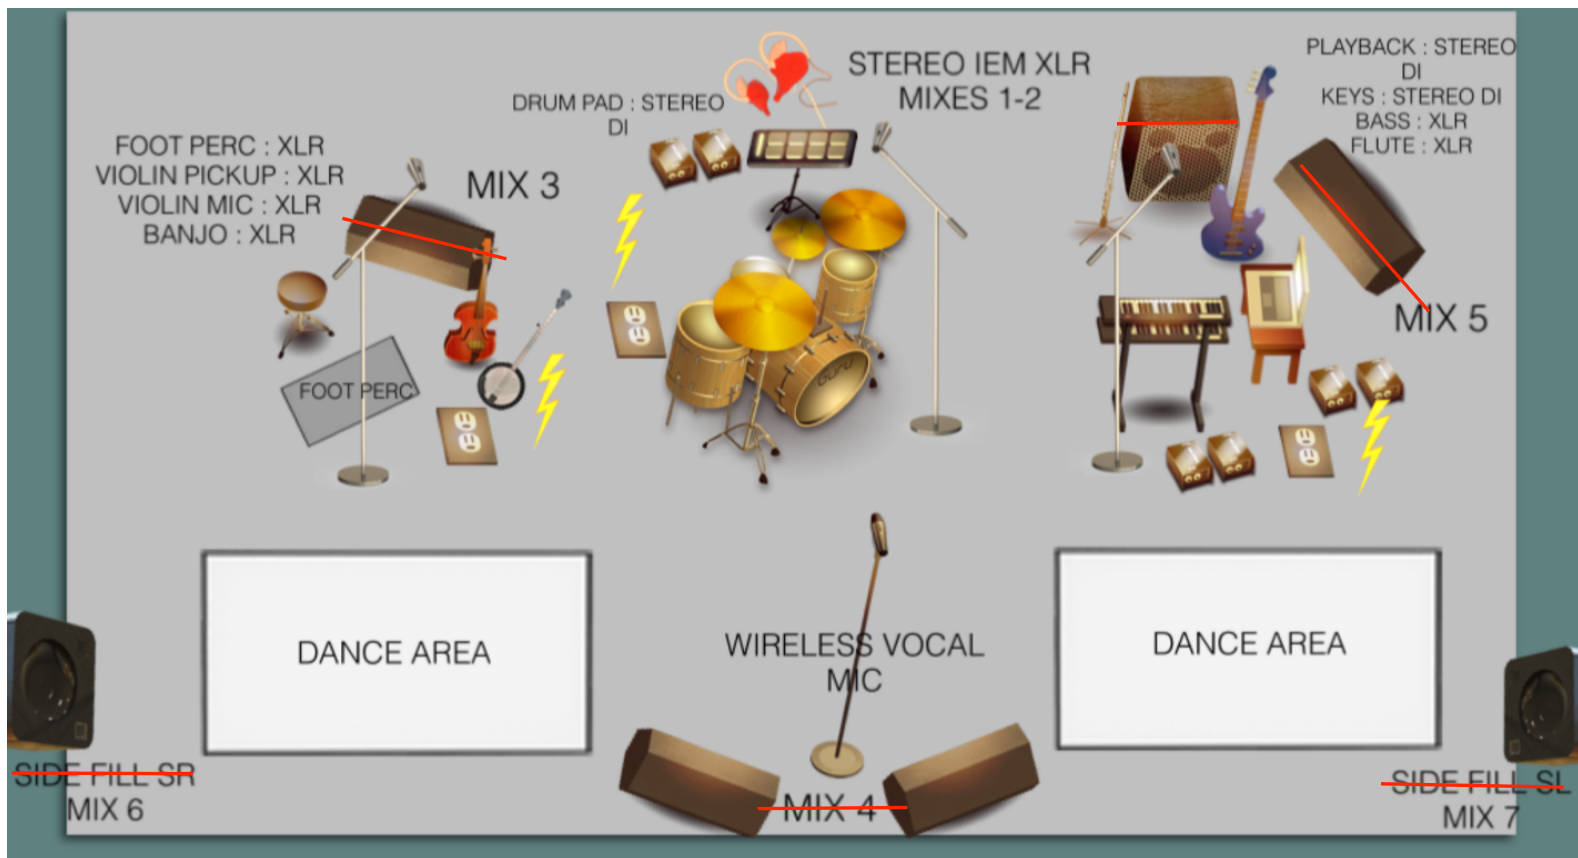 PLAYBACK : STEREO
DI
KEYS : STEREO DI
BASS : XLR
FLUTE : XLR
STEREO IEM XLR
MIXES 1-2
DRUM PAD : STEREO
DI
FOOT PERC : XLR
VIOLIN PICKUP : XLR
VIOLIN MIC : XLR
BANJO : XLR
MIX 3
MIX 5
FOOT PERC
GURU
DANCE AREA
WIRELESS VOCAL
MIC
DANCE AREA
SIDE FILL SR
MIX 6
MIX 4
SIDE FILL SL
MIX 7